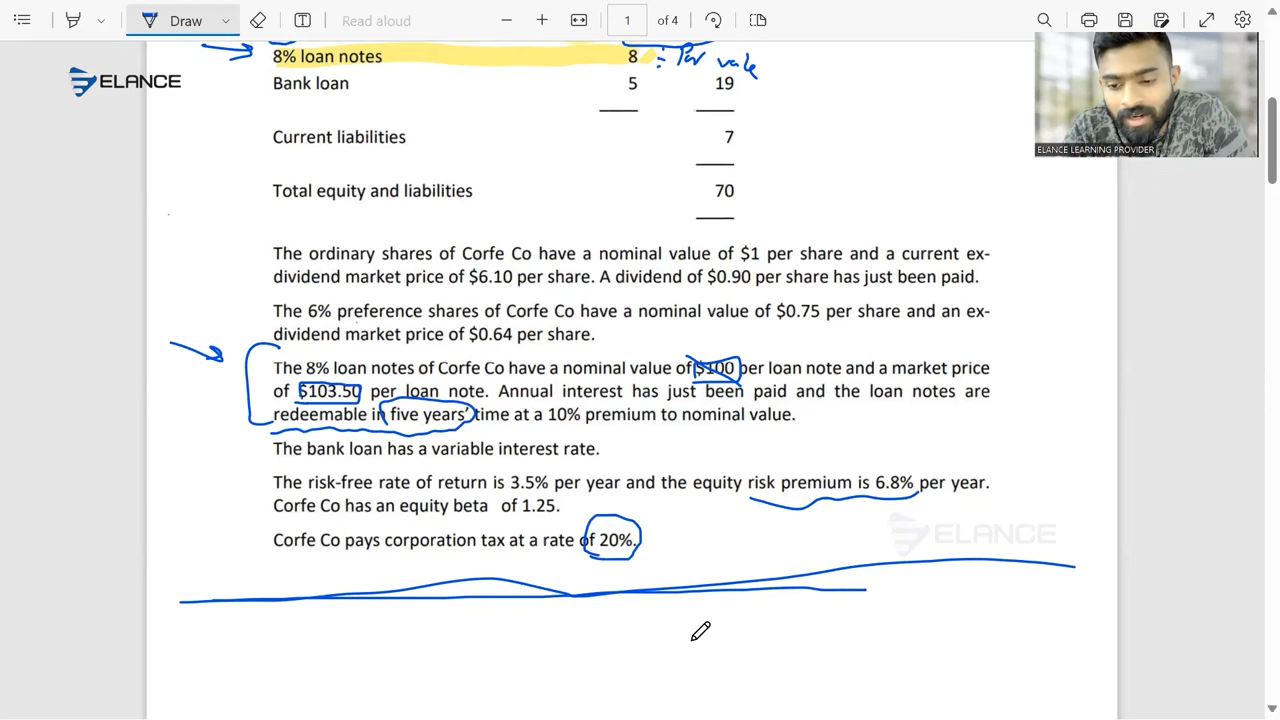 Draw
Read aloud
1
of 4
8% loan notes 8 ÷ Par vale
ELANCE
Bank loan 5 19
Current liabilities 7
Total equity and liabilities 70
ELANCE LEARNING PROVIDER
The ordinary shares of Corfe Co have a nominal value of $1 per share and a current ex-
dividend market price of $6.10 per share. A dividend of $0.90 per share has just been paid.
The 6% preference shares of Corfe Co have a nominal value of $0.75 per share and an ex-
dividend market price of $0.64 per share.
The 8% loan notes of Corfe Co have a nominal value of $100 per loan note and a market price
of $103.50 per loan note. Annual interest has just been paid and the loan notes are
redeemable in five years' time at a 10% premium to nominal value.
The bank loan has a variable interest rate.
The risk-free rate of return is 3.5% per year and the equity risk premium is 6.8% per year.
Corfe Co has an equity beta of 1.25.
ELANCE
Corfe Co pays corporation tax at a rate of 20%.